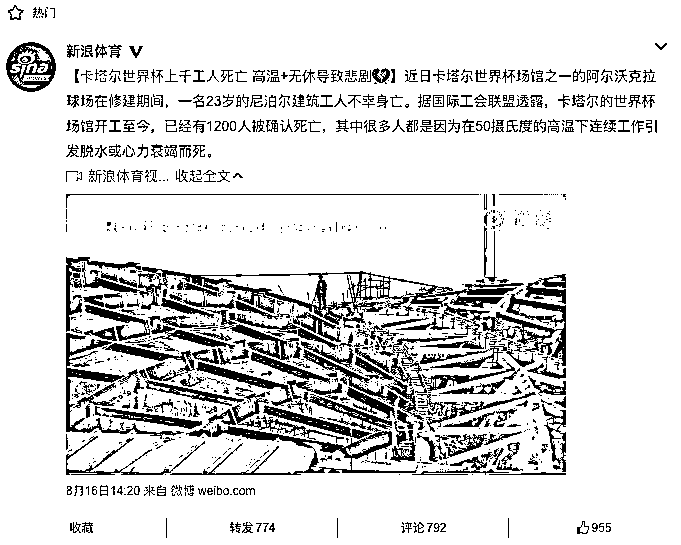 热门
新浪体育
sina
【卡塔尔世界杯上千工人死亡 高温+无休导致悲剧💔】近日卡塔尔世界杯场馆之一的阿尔沃克拉
球场在修建期间，一名23岁的尼泊尔建筑工人不幸身亡。据国际工会联盟透露，卡塔尔的世界杯
场馆开工至今，已经有1200人被确认死亡，其中很多人都是因为在50摄氏度的高温下连续工作引
发脱水或心力衰竭而死。
新浪体育视... 收起全文
8月16日14:20 来自 微博 weibo.com
收藏
转发 774
评论 792
955